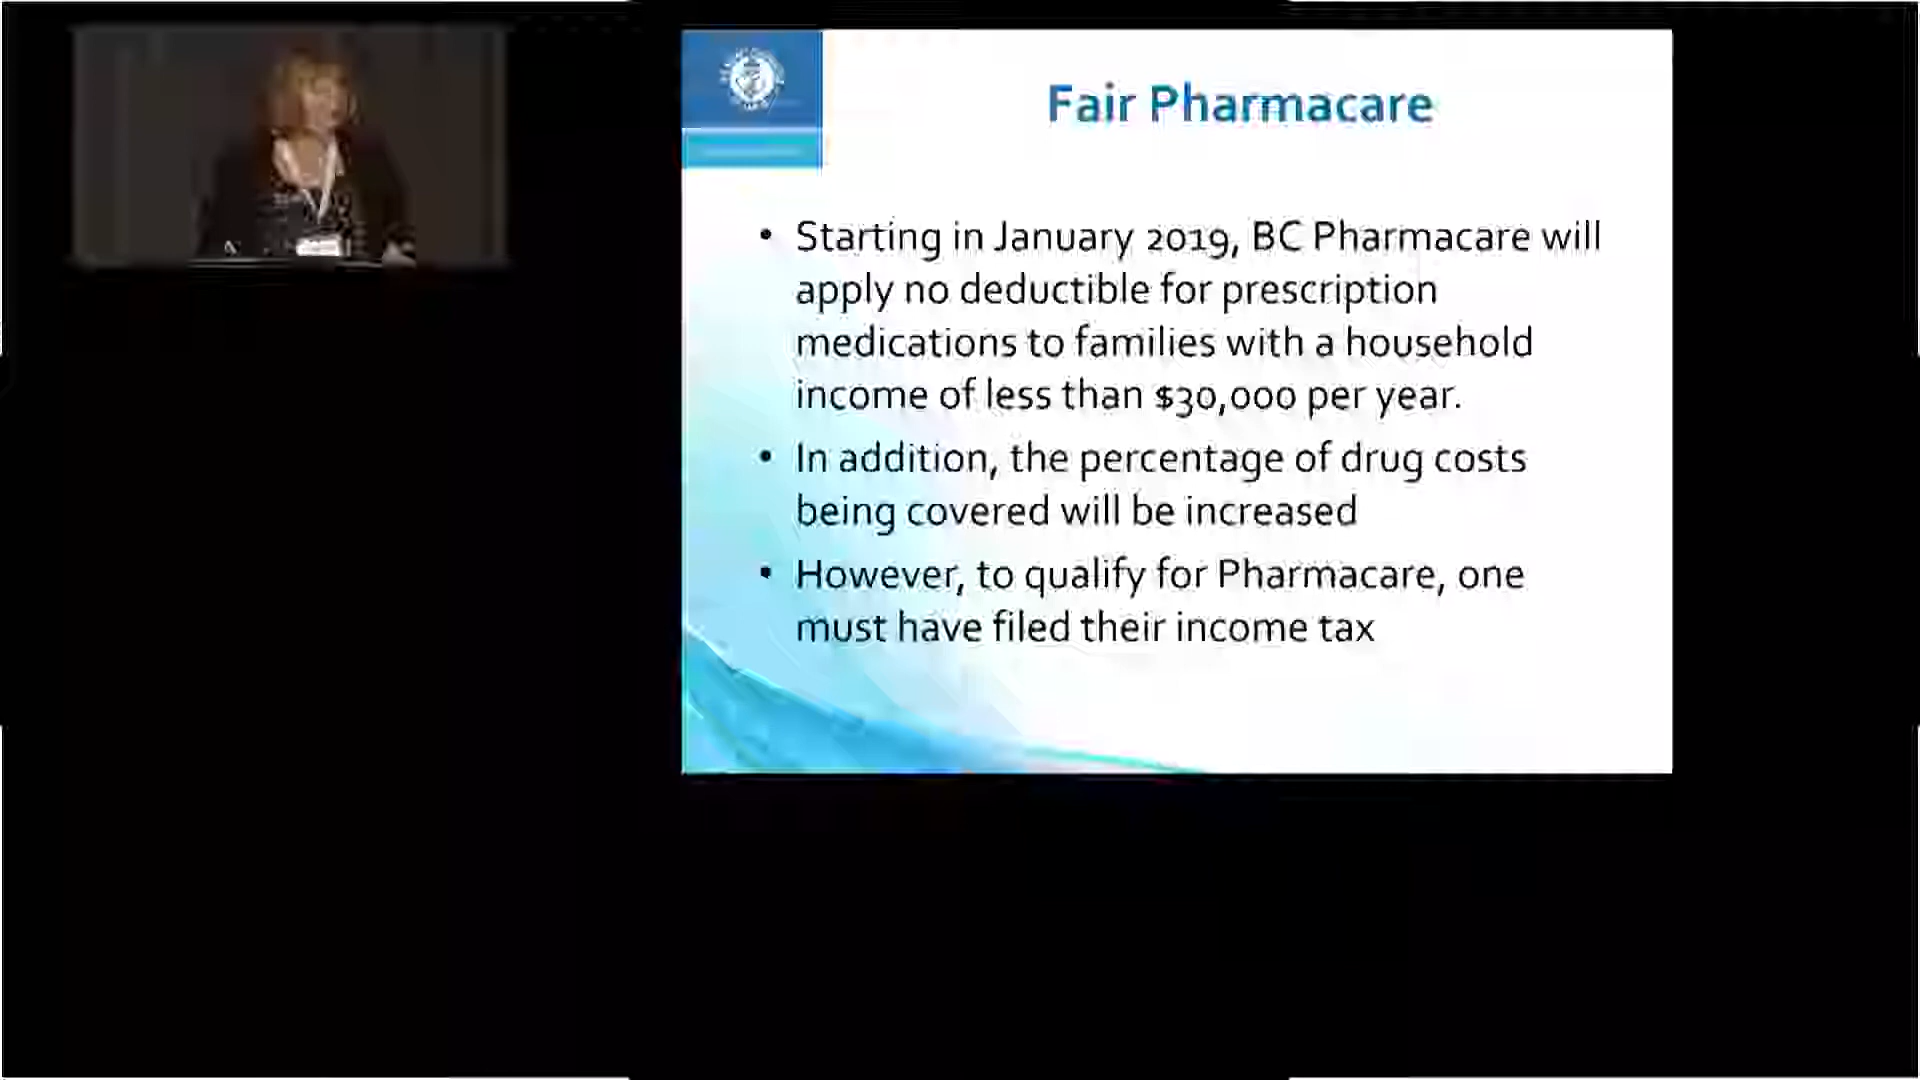 Fair Pharmacare
• Starting in January 2019, BC Pharmacare will
apply no deductible for prescription
medications to families with a household
income of less than $30,000 per year.
• In addition, the percentage of drug costs
being covered will be increased
• However, to qualify for Pharmacare, one
must have filed their income tax